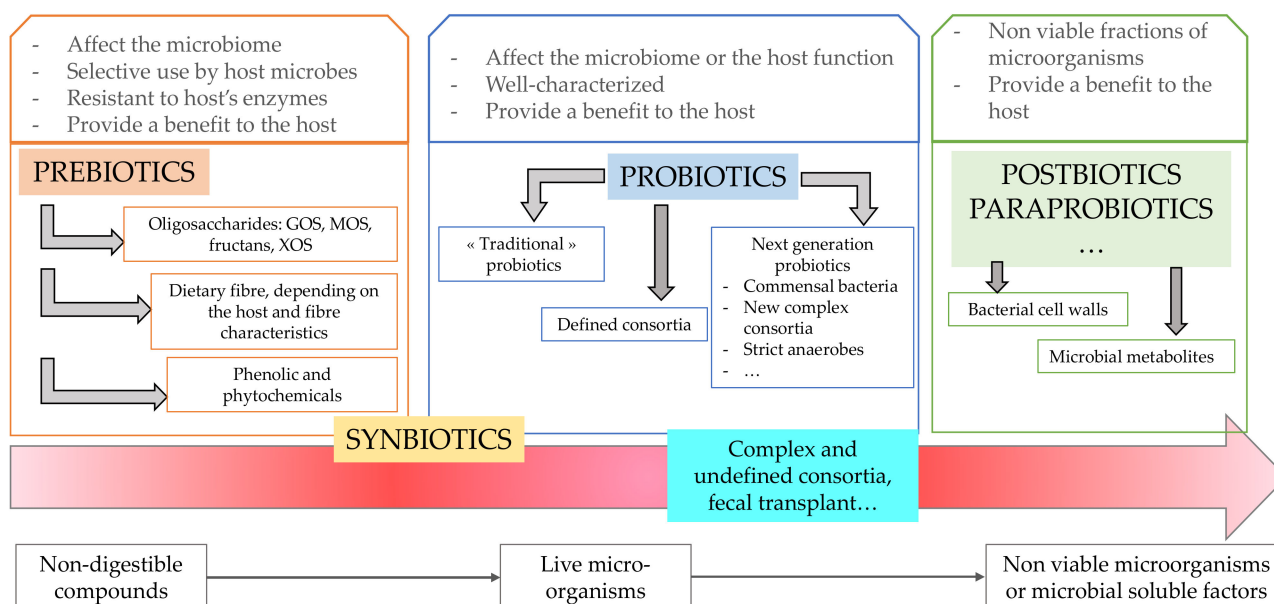 - Affect the microbiome
- Selective use by host microbes
- Resistant to host's enzymes
- Provide a benefit to the host
- Affect the microbiome or the host function
- Well-characterized
- Provide a benefit to the host
- Non viable fractions of
microorganisms
- Provide a benefit to the
host
PREBIOTICS
Oligosaccharides: GOS, MOS,
fructans, XOS
Dietary fibre, depending on
the host and fibre
characteristics
Phenolic and
phytochemicals
PROBIOTICS
« Traditional »
probiotics
Defined consortia
Next generation
probiotics
- Commensal bacteria
- New complex
consortia
- Strict anaerobes
- …
POSTBIOTICS
PARAPROBIOTICS
…
Bacterial cell walls
Microbial metabolites
SYNBIOTICS
Complex and
undefined consortia,
fecal transplant…
Non-digestible
compounds
Live micro-
organisms
Non viable microorganisms
or microbial soluble factors